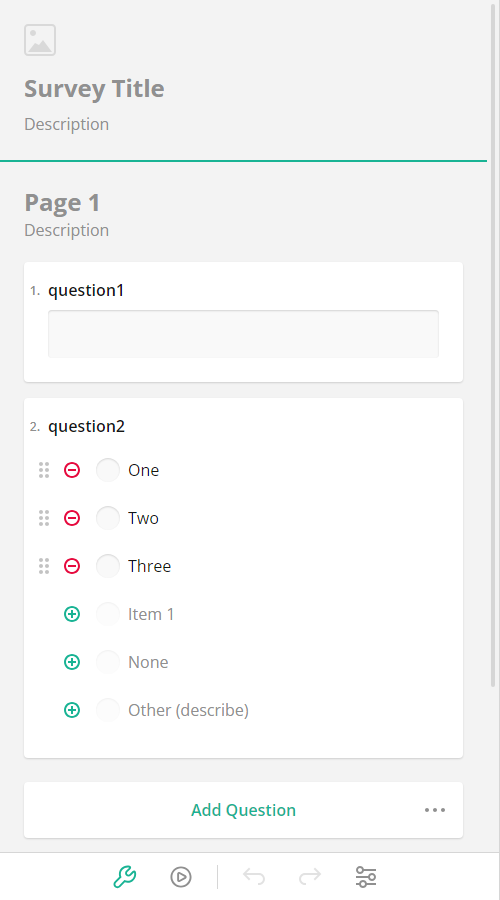 Survey Title
Description
Page 1
Description
1. question1
2. question2
One
Two
Three
Item 1
None
Other (describe)
Add Question